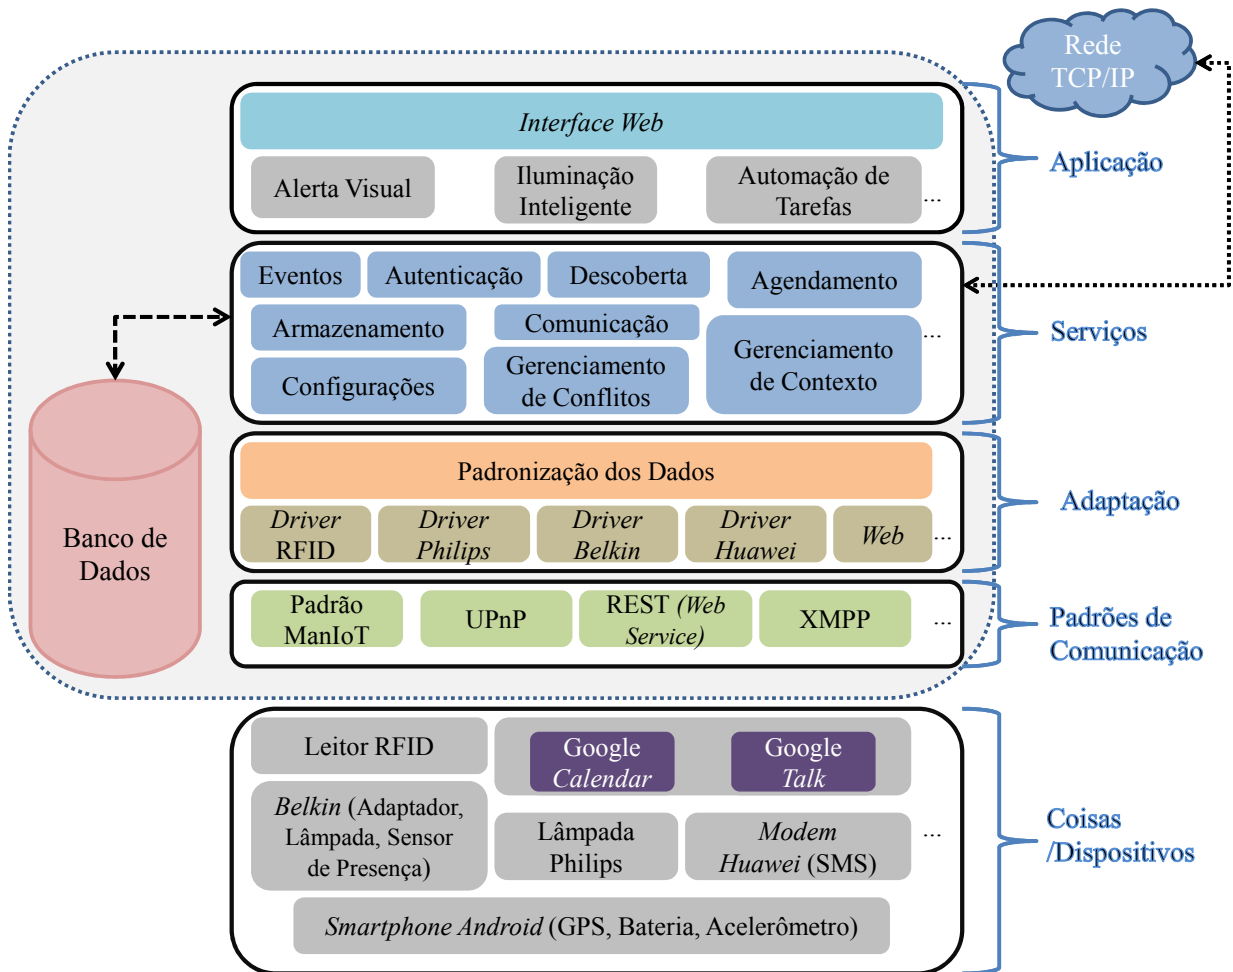 Rede
TCP/IP
Interface Web
Alerta Visual
Iluminação
Inteligente
Automação de
Tarefas
...
Aplicação
Eventos
Autenticação
Descoberta
Agendamento
Armazenamento
Comunicação
...
Configurações
Gerenciamento
de Conflitos
Gerenciamento
de Contexto
Serviços
Padronização dos Dados
Driver
RFID
Driver
Philips
Driver
Belkin
Driver
Huawei
Web
...
Adaptação
Banco de
Dados
Padrão
ManIoT
UPnP
REST (Web
Service)
XMPP
...
Padrões de
Comunicação
Leitor RFID
Google
Calendar
Google
Talk
Belkin (Adaptador,
Lâmpada, Sensor
de Presença)
Lâmpada
Philips
Modem
Huawei (SMS)
...
Smartphone Android (GPS, Bateria, Acelerômetro)
Coisas
/Dispositivos